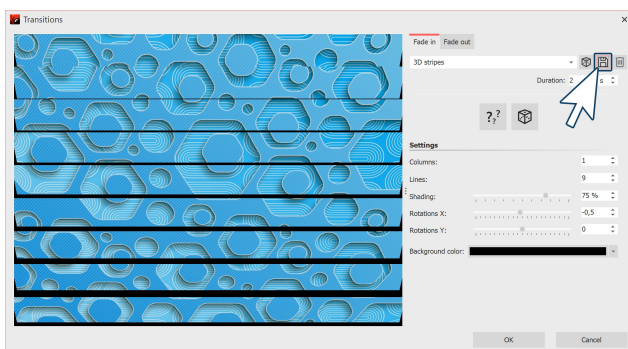 Transitions
Fade in Fade out
3D stripes
Duration: 2 s
? ? ?
Settings
Columns: 1
Lines: 9
Shading: 75 %
Rotations X: -0,5
Rotations Y: 0
Background color:
OK Cancel